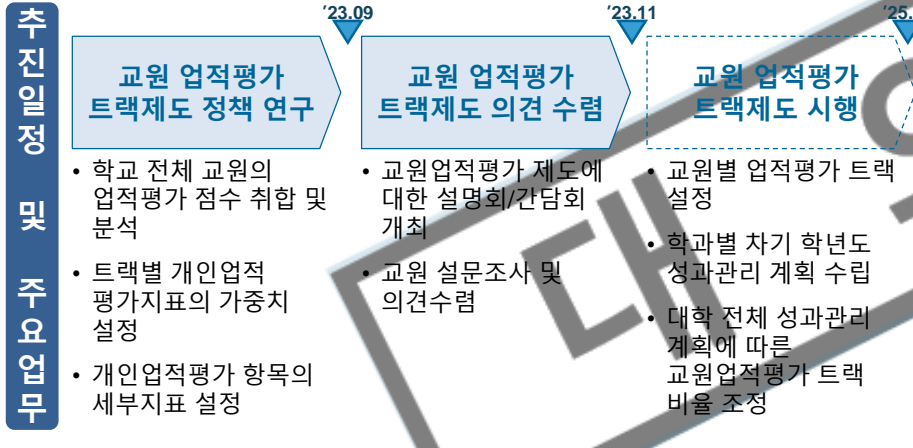 추진일정 및 주요업무
'23.09
'23.11
'25.
교원 업적평가
트랙제도 정책 연구
교원 업적평가
트랙제도 의견 수렴
교원 업적평가
트랙제도 시행
• 학교 전체 교원의
업적평가 점수 취합 및
분석
• 트랙별 개인업적
평가지표의 가중치
설정
• 개인업적평가 항목의
세부지표 설정
• 교원업적평가 제도에
대한 설명회/간담회
개최
• 교원 설문조사 및
의견수렴
• 교원별 업적평가 트랙
설정
• 학과별 차기 학년도
성과관리 계획 수립
• 대학 전체 성과관리
계획에 따른
교원업적평가 트랙
비율 조정
대